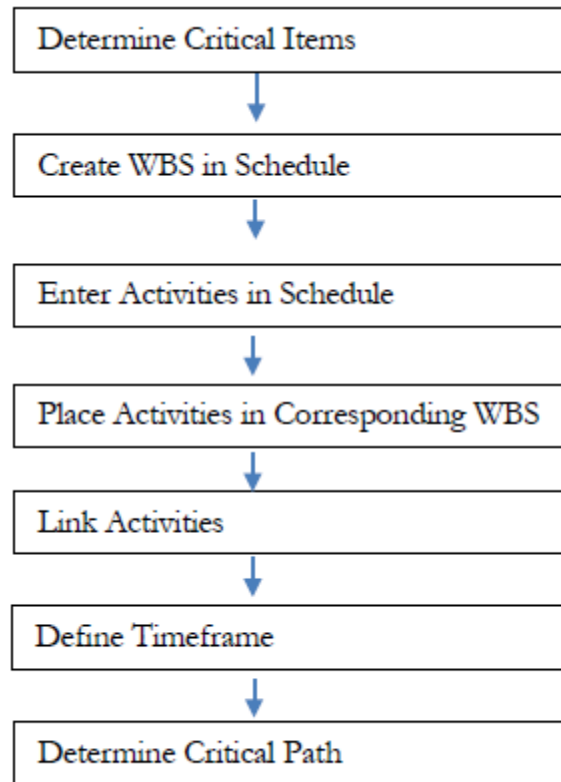 Determine Critical Items
Create WBS in Schedule
Enter Activities in Schedule
Place Activities in Corresponding WBS
Link Activities
Define Timeframe
Determine Critical Path